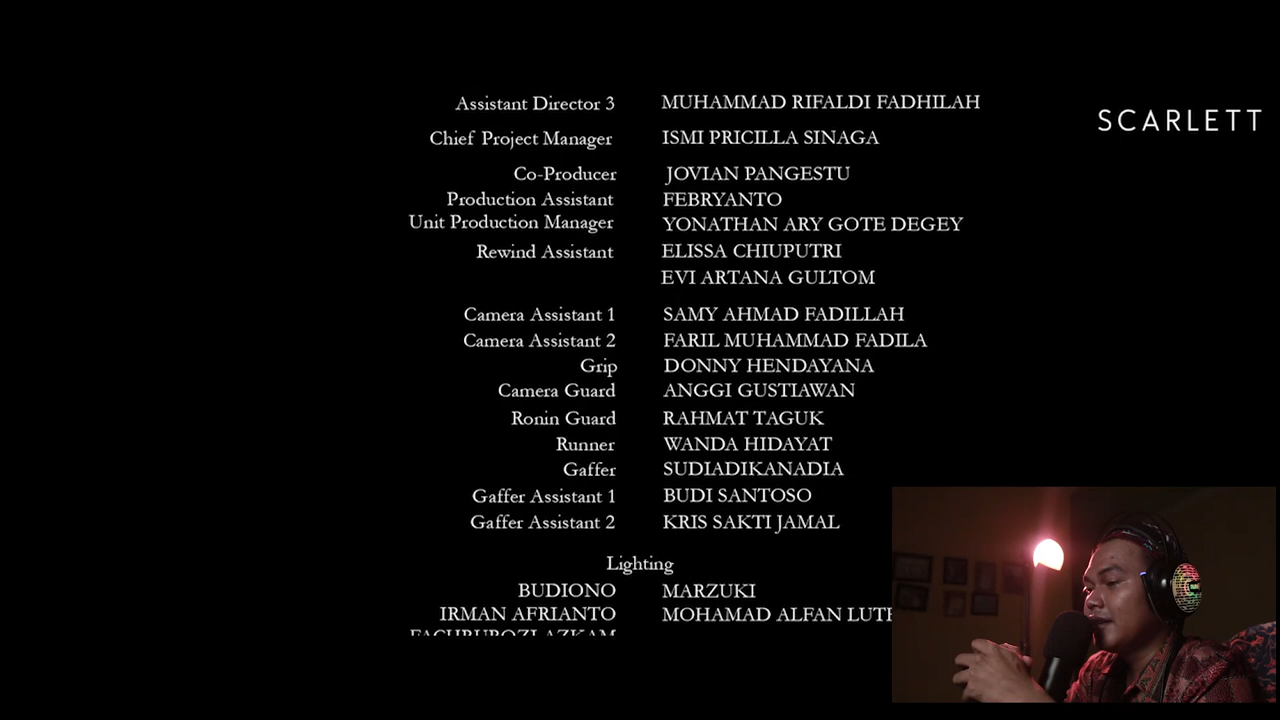 Assistant Director 3 MUHAMMAD RIFALDI FADHILAH
SCARLETT
Chief Project Manager ISMI PRICILLA SINAGA
Co-Producer JOVIAN PANGESTU
Production Assistant FEBRYANTO
Unit Production Manager YONATHAN ARY GOTE DEGEY
Rewind Assistant ELISSA CHIUPUTRI
EVI ARTANA GULTOM
Camera Assistant 1 SAMY AHMAD FADILLAH
Camera Assistant 2 FARIL MUHAMMAD FADILA
Grip DONNY HENDAYANA
Camera Guard ANGGI GUSTIAWAN
Ronin Guard RAHMAT TAGUK
Runner WANDA HIDAYAT
Gaffer SUDIADIKANADIA
Gaffer Assistant 1 BUDI SANTOSO
Gaffer Assistant 2 KRIS SAKTI JAMAL
Lighting
BUDIONO MARZUKI
IRMAN AFRIANTO MOHAMAD ALFAN